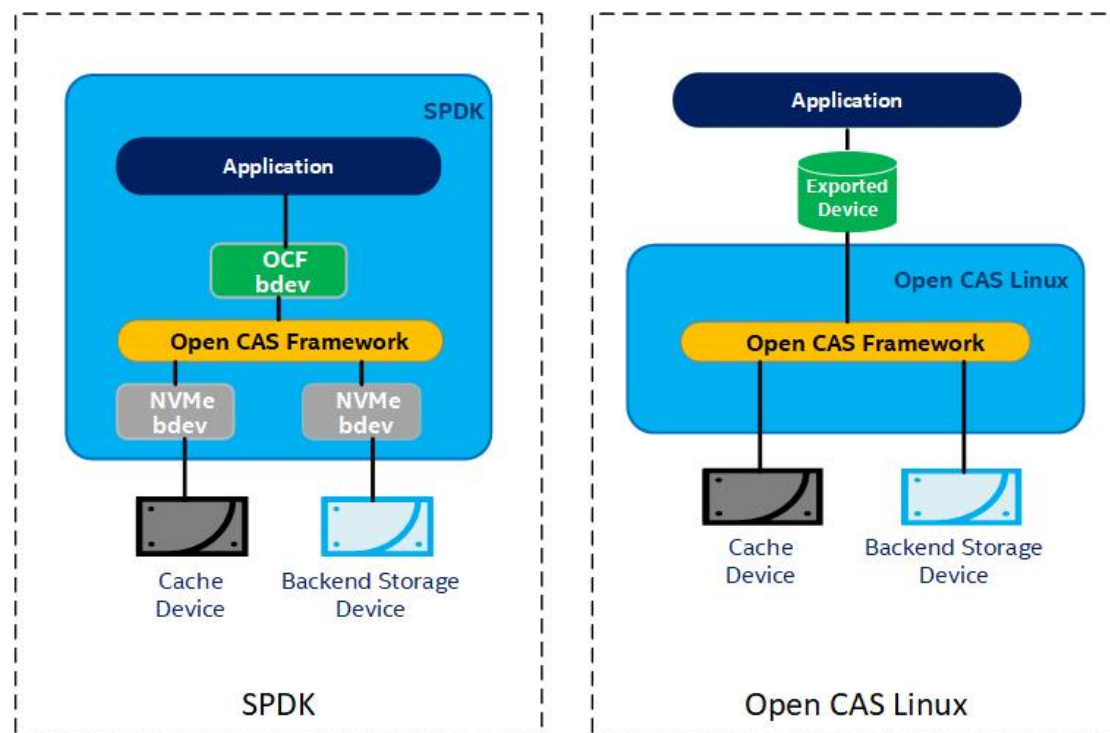 SPDK
Application
OCF
bdev
Open CAS Framework
NVMe
bdev
NVMe
bdev
Cache
Device
Backend Storage
Device
SPDK
Application
Exported
Device
Open CAS Linux
Open CAS Framework
Cache
Device
Backend Storage
Device
Open CAS Linux